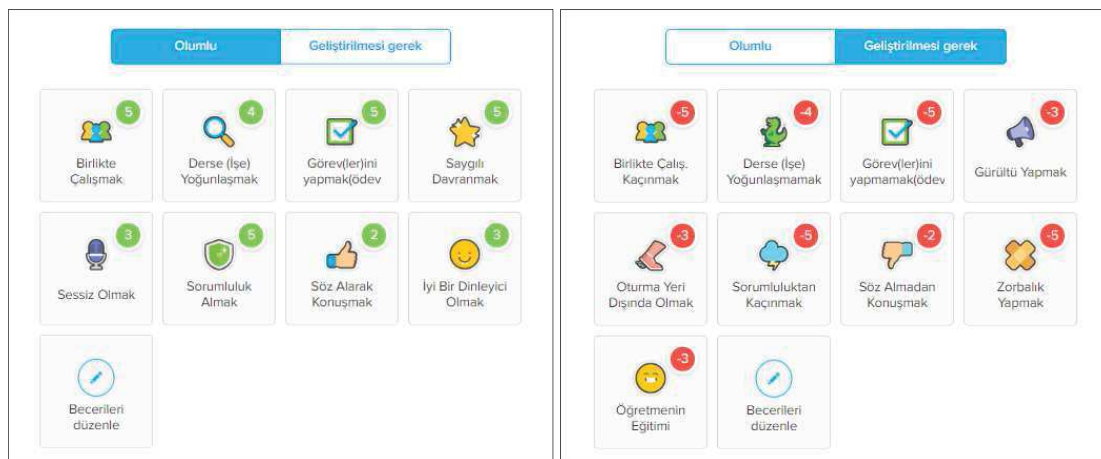 Olumlu
Geliştirilmesi gerek
5
4
5
5
Birlikte
Çalışmak
Derse (İşe)
Yoğunlaşmak
Görev(ler)ini
yapmak(ödev
Saygılı
Davranmak
3
5
2
3
Sessiz Olmak
Sorumluluk
Almak
Söz Alarak
Konuşmak
İyi Bir Dinleyici
Olmak
Becerileri
düzenle
Olumlu
Geliştirilmesi gerek
-5
-4
-5
-3
Birlikte Çalış.
Kaçınmak
Derse (İşe)
Yoğunlaşmamak
Görev(ler)ini
yapmamak(ödev
Gürültü Yapmak
-3
-5
-2
-5
Oturma Yeri
Dışında Olmak
Sorumluluktan
Kaçınmak
Söz Almadan
Konuşmak
Zorbalık
Yapmak
-3
Öğretmenin
Eğitimi
Becerileri
düzenle